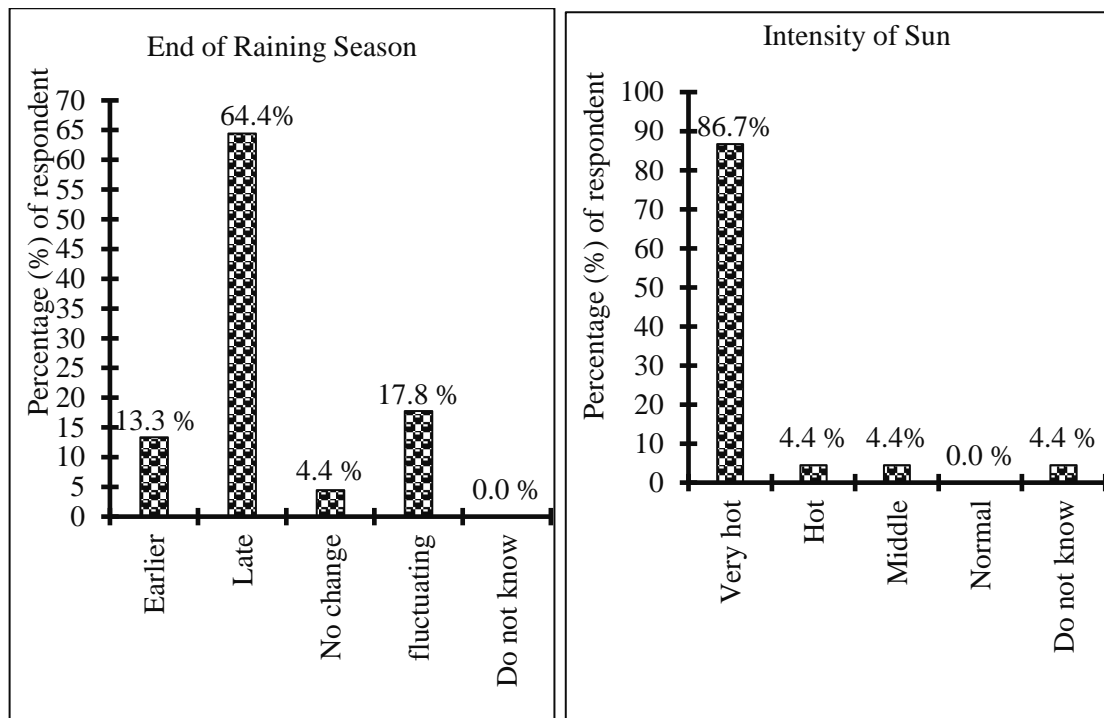 End of Raining Season
Percentage (%) of respondent
70
65
60
55
50
45
40
35
30
25
20
15
10
5
0
13.3 %
64.4%
4.4 %
17.8 %
0.0 %
Earlier
Late
No change
fluctuating
Do not know
Intensity of Sun
Percentage (%) of respondent
100
90
80
70
60
50
40
30
20
10
0
86.7%
4.4 %
4.4%
0.0 %
4.4 %
Very hot
Hot
Middle
Normal
Do not know